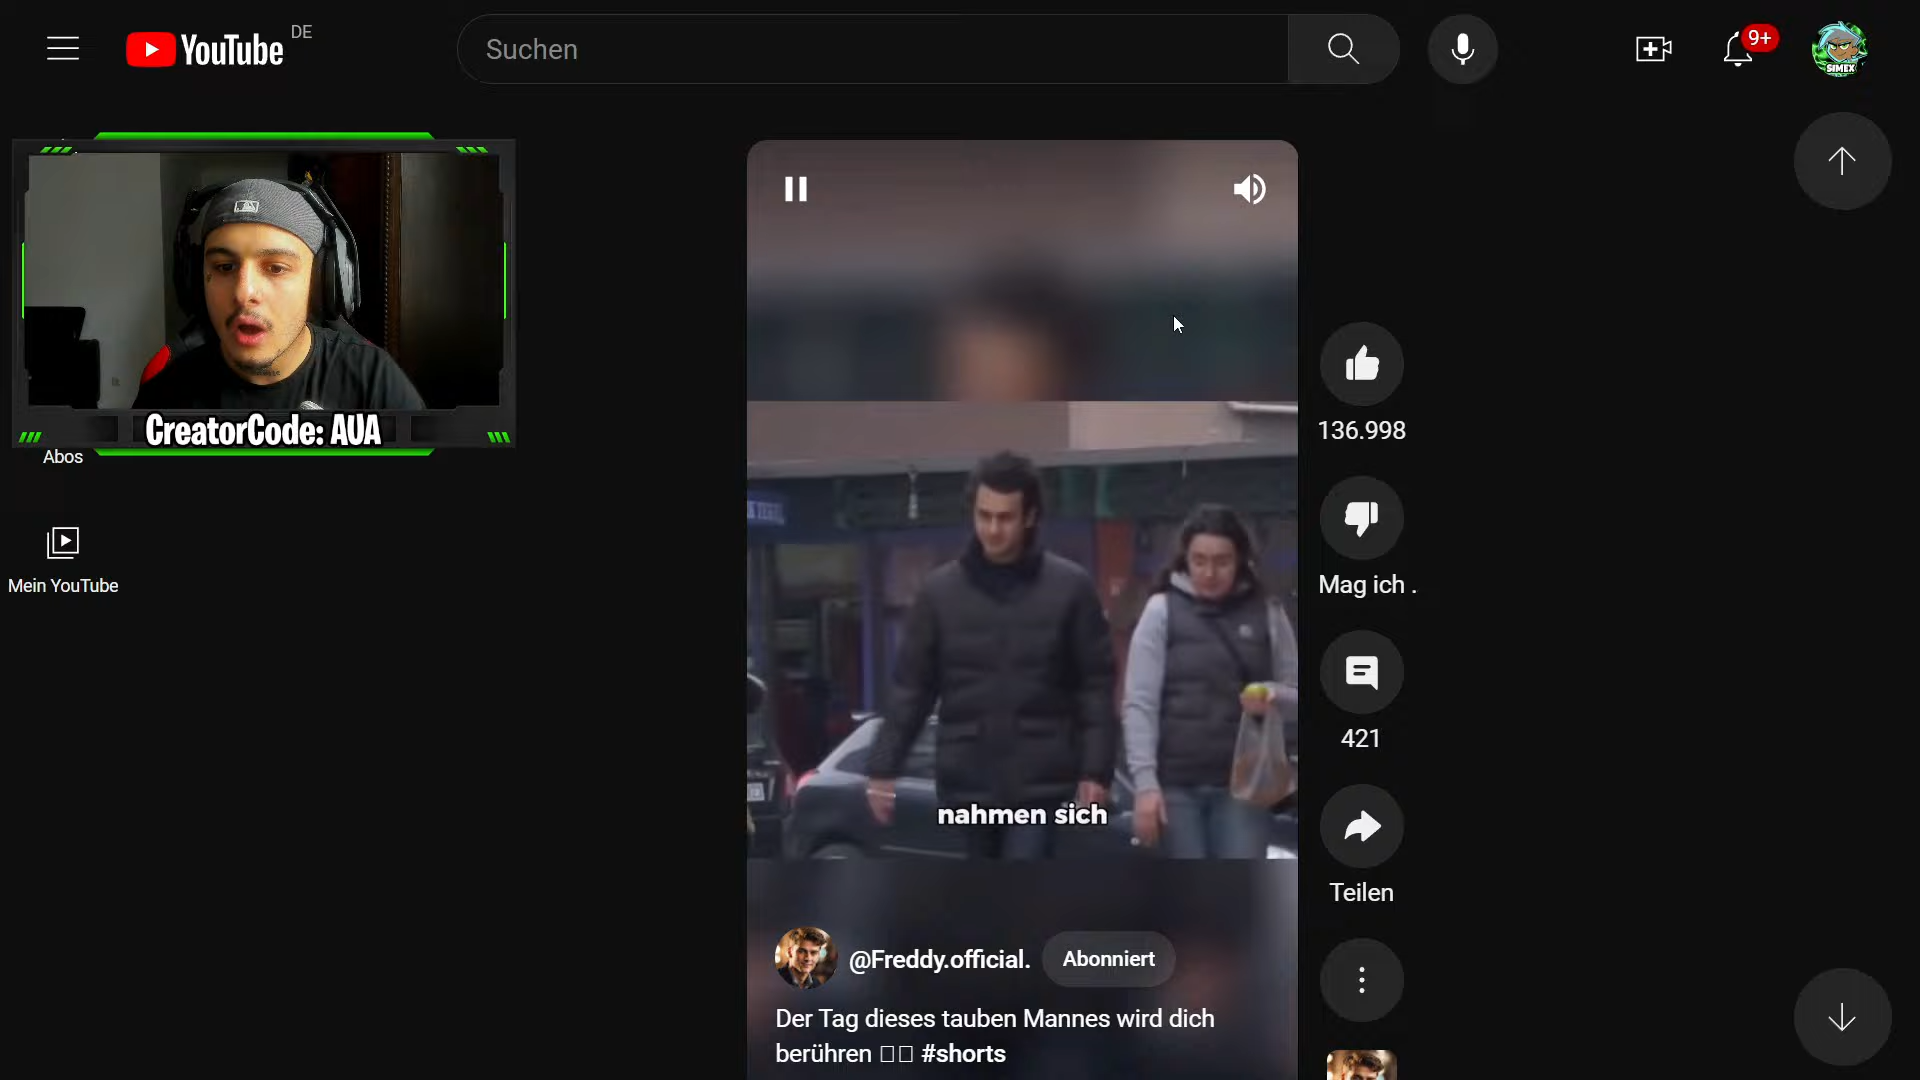 YouTube DE
Suchen
9+
SIMEX
CreatorCode: AUA
Abos
Mein YouTube
136.998
Mag ich .
421
Teilen
nahmen sich
@Freddy.official.
Abonniert
Der Tag dieses tauben Mannes wird dich
berühren #shorts